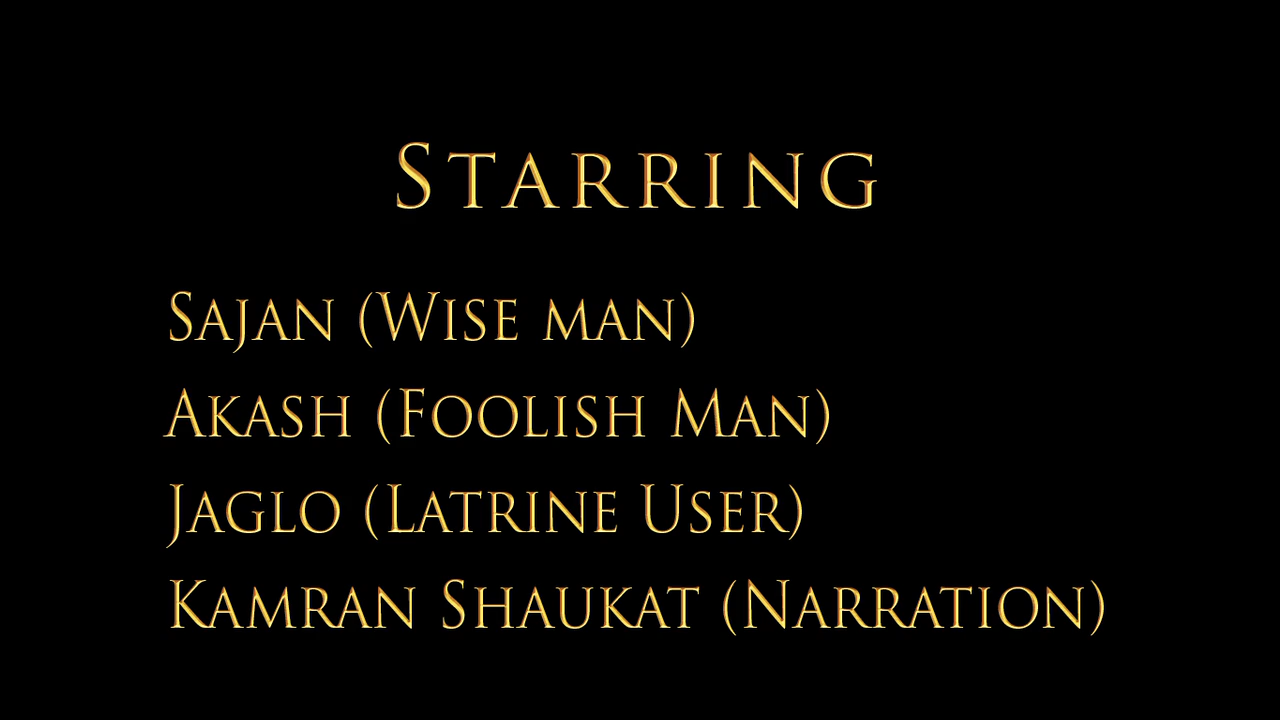 Starring
Sajan (Wise man)
Akash (Foolish Man)
Jaglo (Latrine User)
Kamran Shaukat (Narration)